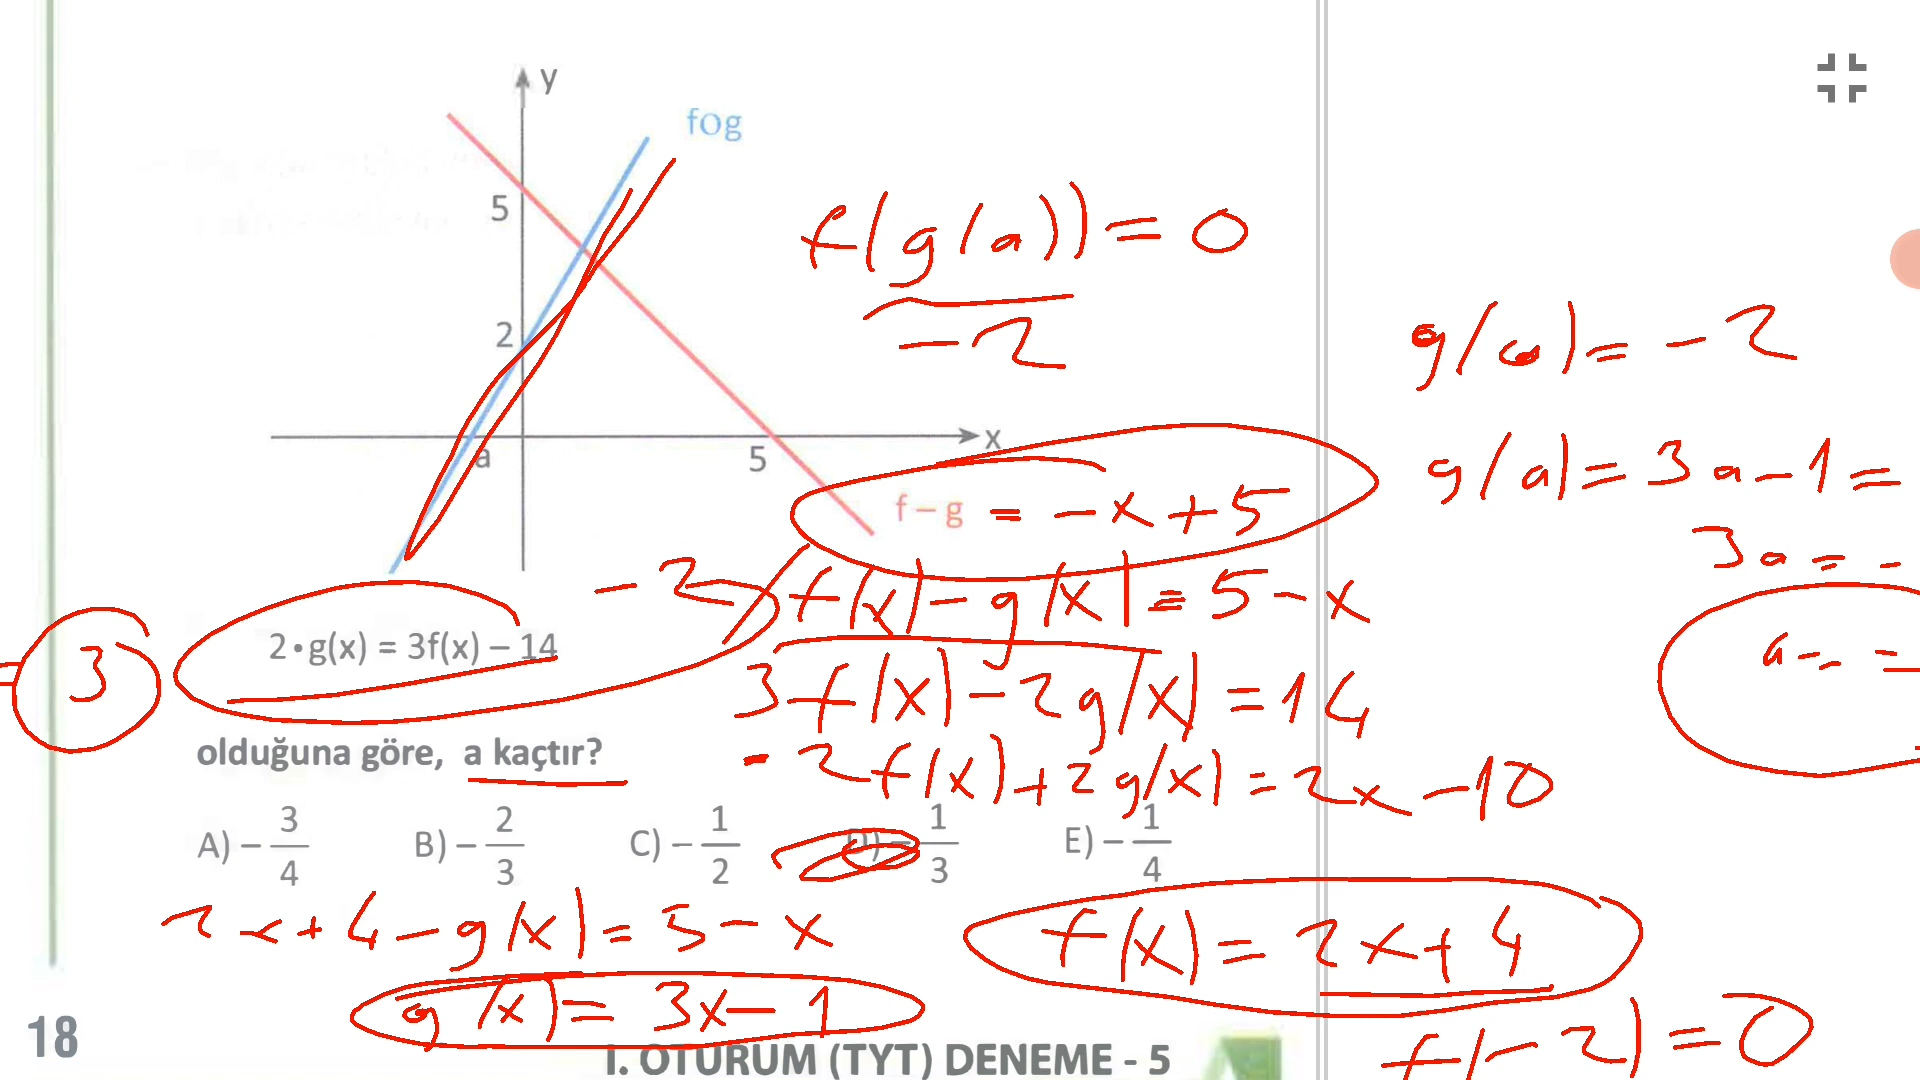 y
fog
5
f(g(a)) = 0
2
-2
g(a) = -2
a
5
x
g(a) = 3a - 1 =
f – g = -x + 5
3a = -
-2
f(x) - g(x) = 5 - x
2•g(x) = 3f(x) – 14
3
3f(x) - 2g(x) = 14
a = =
olduğuna göre, a kaçtır?
-2f(x) + 2g(x) = 2x - 10
A) – 3/4 B) – 2/3 C) – 1/2 D) – 1/3 E) – 1/4
2x + 4 - g(x) = 5 - x
f(x) = 2x + 4
g(x) = 3x - 1
f(-2) = 0
18
I. OTURUM (TYT) DENEME - 5